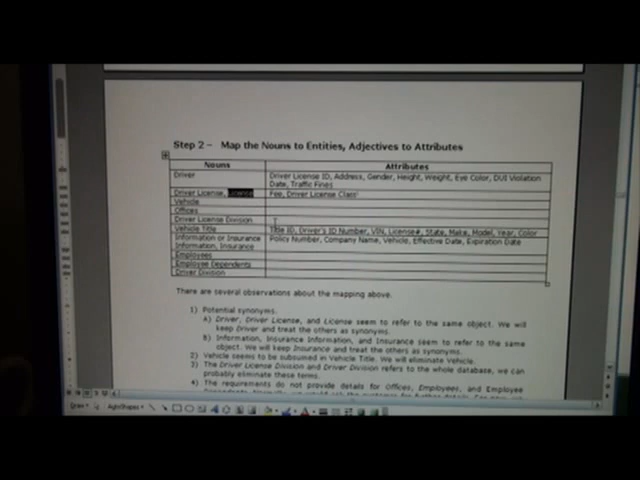 Step 2 – Map the Nouns to Entities, Adjectives to Attributes
Nouns Attributes
Driver Driver License ID, Address, Gender, Height, Weight, Eye Color, DUI Violation
Date, Traffic Fines
Driver License, License Fee, Driver License Class
Vehicle
Offices
Driver License Division
Vehicle Title Title ID, Driver's ID Number, VIN, License#, State, Make, Model, Year, Color
Information or Insurance Policy Number, Company Name, Vehicle, Effective Date, Expiration Date
Information, Insurance
Employees
Employee Dependents
Driver Division
There are several observations about the mapping above.
1) Potential synonyms.
A) Driver, Driver License, and License seem to refer to the same object. We will
keep Driver and treat the others as synonyms.
b) Information, Insurance Information, and Insurance seem to refer to the same
object. We will keep Insurance and treat the others as synonyms.
2) Vehicle seems to be subsumed in Vehicle Title. We will eliminate Vehicle.
3) The Driver License Division and Driver Division refers to the whole database, we can
probably eliminate these terms.
4) The requirements do not provide details for Offices, Employees, and Employee
Draw AutoShapes